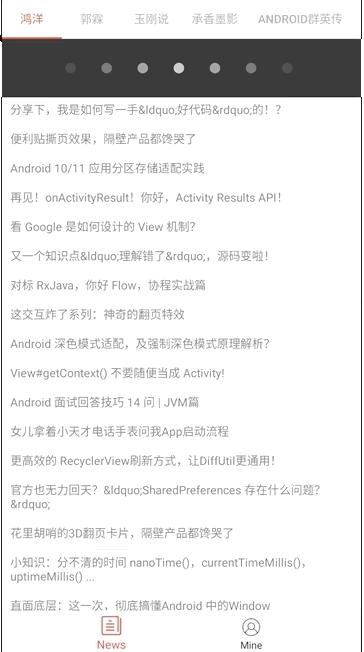 鸿洋 郭霖 玉刚说 承香墨影 ANDROID群英传
分享下，我是如何写一手&ldquo;好代码&rdquo;的！？
便利贴撕页效果，隔壁产品都馋哭了
Android 10/11 应用分区存储适配实践
再见！onActivityResult！你好，Activity Results API！
看 Google 是如何设计的 View 机制？
又一个知识点&ldquo;理解错了&rdquo;，源码变啦！
对标 RxJava，你好 Flow，协程实战篇
这交互炸了系列：神奇的翻页特效
Android 深色模式适配，及强制深色模式原理解析？
View#getContext() 不要随便当成 Activity!
Android 面试回答技巧 14 问 | JVM篇
女儿拿着小天才电话手表问我App启动流程
更高效的 RecyclerView刷新方式，让DiffUtil更通用！
官方也无力回天？&ldquo;SharedPreferences 存在什么问题？
&rdquo;
花里胡哨的3D翻页卡片，隔壁产品都馋哭了
小知识：分不清的时间 nanoTime()，currentTimeMillis()，
uptimeMillis() ...
直面底层：这一次，彻底搞懂Android 中的Window
News Mine